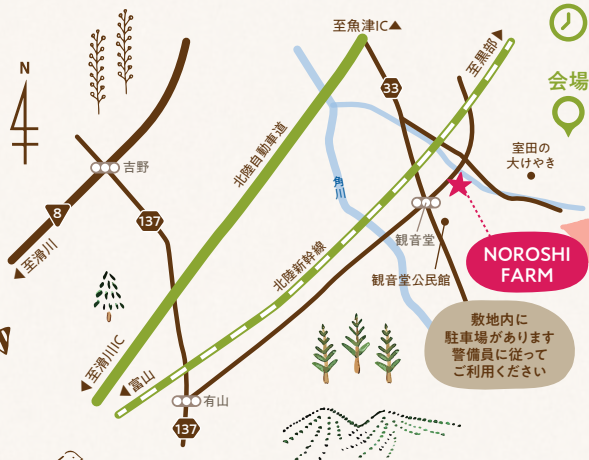 至魚津IC▲
至黒部▲
会場
33
N
室田の
大けやき
北陸自動車道
吉野
角川
8
137
観音堂
NOROSHI
FARM
▼至滑川
北陸新幹線
観音堂公民館
敷地内に
駐車場があります
警備員に従って
ご利用ください
▼至滑川IC
▼富山
有山
137